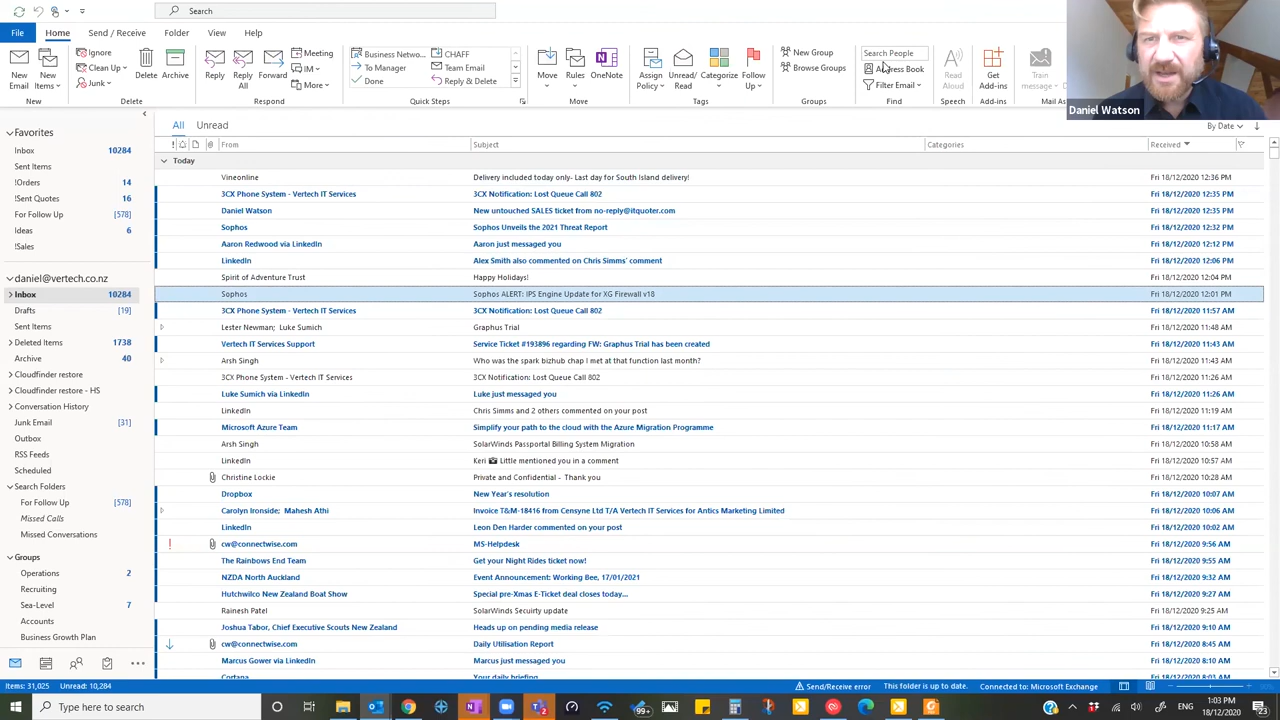 Search
File Home Send / Receive Folder View Help
New Email
New Items
New
Ignore
Clean Up
Junk
Delete
Archive
Delete
Reply
Reply All
Forward
Meeting
IM
More
Respond
Business Netwo...
To Manager
Done
CHAFF
Team Email
Reply & Delete
Quick Steps
Move
Rules
OneNote
Move
Assign Policy
Unread/ Read
Categorize
Follow Up
Tags
New Group
Browse Groups
Groups
Search People
Address Book
Filter Email
Find
Read Aloud
Speech
Get Add-ins
Add-ins
Train message
Mail As
Daniel Watson
Favorites
Inbox 10284
Sent Items
!Orders 14
!Sent Quotes 16
For Follow Up [578]
Ideas 6
!Sales
daniel@vertech.co.nz
Inbox 10284
Drafts [19]
Sent Items
Deleted Items 1738
Archive 40
Cloudfinder restore
Cloudfinder restore - HS
Conversation History
Junk Email [31]
Outbox
RSS Feeds
Scheduled
Search Folders
For Follow Up [578]
Missed Calls
Missed Conversations
Groups
Operations 2
Recruiting
Sea-Level 7
Accounts
Business Growth Plan
All Unread
By Date
From Subject Categories Received
Today
Vineonline Delivery included today only- Last day for South Island delivery! Fri 18/12/2020 12:36 PM
3CX Phone System - Vertech IT Services 3CX Notification: Lost Queue Call 802 Fri 18/12/2020 12:35 PM
Daniel Watson New untouched SALES ticket from no-reply@itquoter.com Fri 18/12/2020 12:35 PM
Sophos Sophos Unveils the 2021 Threat Report Fri 18/12/2020 12:32 PM
Aaron Redwood via LinkedIn Aaron just messaged you Fri 18/12/2020 12:12 PM
LinkedIn Alex Smith also commented on Chris Simms' comment Fri 18/12/2020 12:06 PM
Spirit of Adventure Trust Happy Holidays! Fri 18/12/2020 12:04 PM
Sophos Sophos ALERT: IPS Engine Update for XG Firewall v18 Fri 18/12/2020 12:01 PM
3CX Phone System - Vertech IT Services 3CX Notification: Lost Queue Call 802 Fri 18/12/2020 11:57 AM
Lester Newman; Luke Sumich Graphus Trial Fri 18/12/2020 11:48 AM
Vertech IT Services Support Service Ticket #193896 regarding FW: Graphus Trial has been created Fri 18/12/2020 11:43 AM
Arsh Singh Who was the spark bizhub chap I met at that function last month? Fri 18/12/2020 11:43 AM
3CX Phone System - Vertech IT Services 3CX Notification: Lost Queue Call 802 Fri 18/12/2020 11:26 AM
Luke Sumich via LinkedIn Luke just messaged you Fri 18/12/2020 11:26 AM
LinkedIn Chris Simms and 2 others commented on your post Fri 18/12/2020 11:19 AM
Microsoft Azure Team Simplify your path to the cloud with the Azure Migration Programme Fri 18/12/2020 11:17 AM
Arsh Singh SolarWinds Passportal Billing System Migration Fri 18/12/2020 10:58 AM
LinkedIn Keri Little mentioned you in a comment Fri 18/12/2020 10:57 AM
Christine Lockie Private and Confidential - Thank you Fri 18/12/2020 10:28 AM
Dropbox New Year's resolution Fri 18/12/2020 10:07 AM
Carolyn Ironside; Mahesh Athi Invoice T&M-18416 from Censyne Ltd T/A Vertech IT Services for Antics Marketing Limited Fri 18/12/2020 10:06 AM
LinkedIn Leon Den Harder commented on your post Fri 18/12/2020 10:02 AM
cw@connectwise.com MS-Helpdesk Fri 18/12/2020 9:56 AM
The Rainbows End Team Get your Night Rides ticket now! Fri 18/12/2020 9:55 AM
NZDA North Auckland Event Announcement: Working Bee, 17/01/2021 Fri 18/12/2020 9:32 AM
Hutchwilco New Zealand Boat Show Special pre-Xmas E-Ticket deal closes today... Fri 18/12/2020 9:27 AM
Rainesh Patel SolarWinds Secuirty update Fri 18/12/2020 9:25 AM
Joshua Tabor, Chief Executive Scouts New Zealand Heads up on pending media release Fri 18/12/2020 9:10 AM
cw@connectwise.com Daily Utilisation Report Fri 18/12/2020 8:45 AM
Marcus Gower via LinkedIn Marcus just messaged you Fri 18/12/2020 8:10 AM
Cortana Your daily briefing Fri 18/12/2020 8:03 AM
Items: 31,025 Unread: 10,284 Send/Receive error This folder is up to date. Connected to: Microsoft Exchange
Type here to search
99+
ENG
1:03 PM
18/12/2020
23